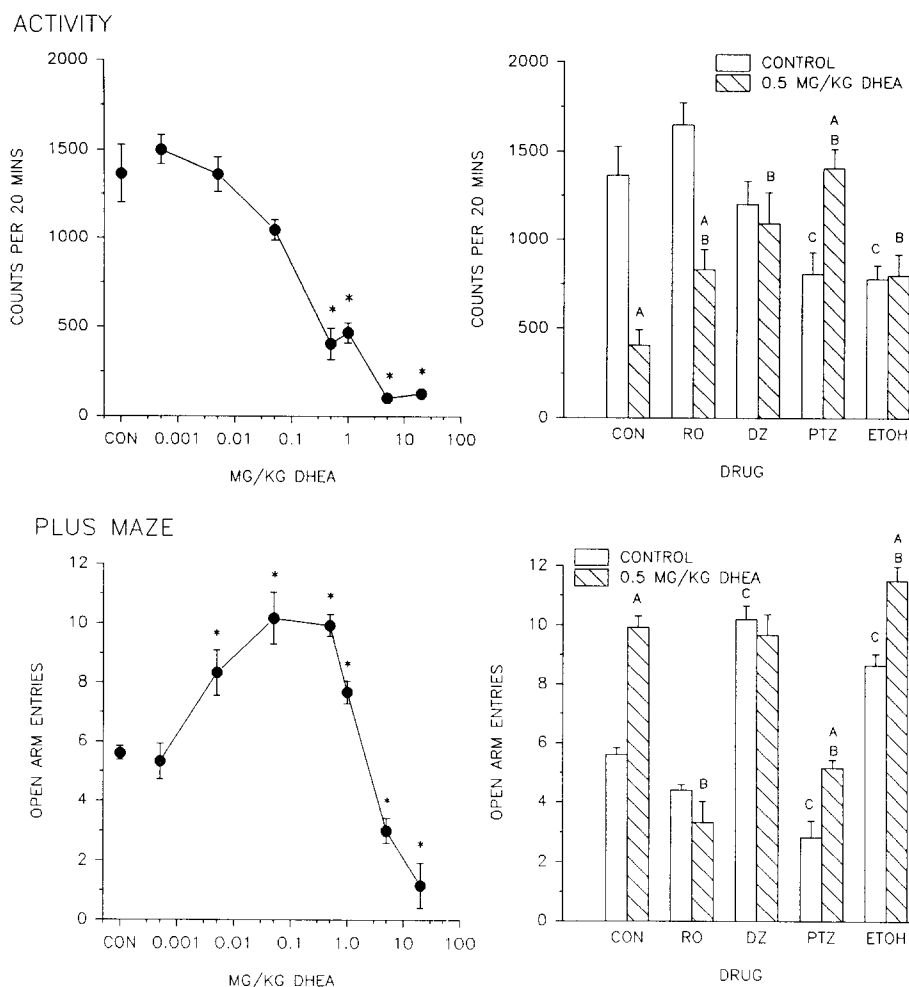 ACTIVITY
2000
1500
1000
500
0
COUNTS PER 20 MINS
*
*
*
*
CON 0.001 0.01 0.1 1 10 100
MG/KG DHEA
CONTROL
0.5 MG/KG DHEA
2000
1500
1000
500
0
COUNTS PER 20 MINS
A
A
B
B
C
A
B
C
B
CON RO DZ PTZ ETOH
DRUG
PLUS MAZE
12
10
8
6
4
2
0
OPEN ARM ENTRIES
*
*
*
*
*
*
CON 0.001 0.01 0.1 1.0 10 100
MG/KG DHEA
CONTROL
0.5 MG/KG DHEA
12
10
8
6
4
2
0
OPEN ARM ENTRIES
A
B
C
C
A
B
C
A
B
CON RO DZ PTZ ETOH
DRUG